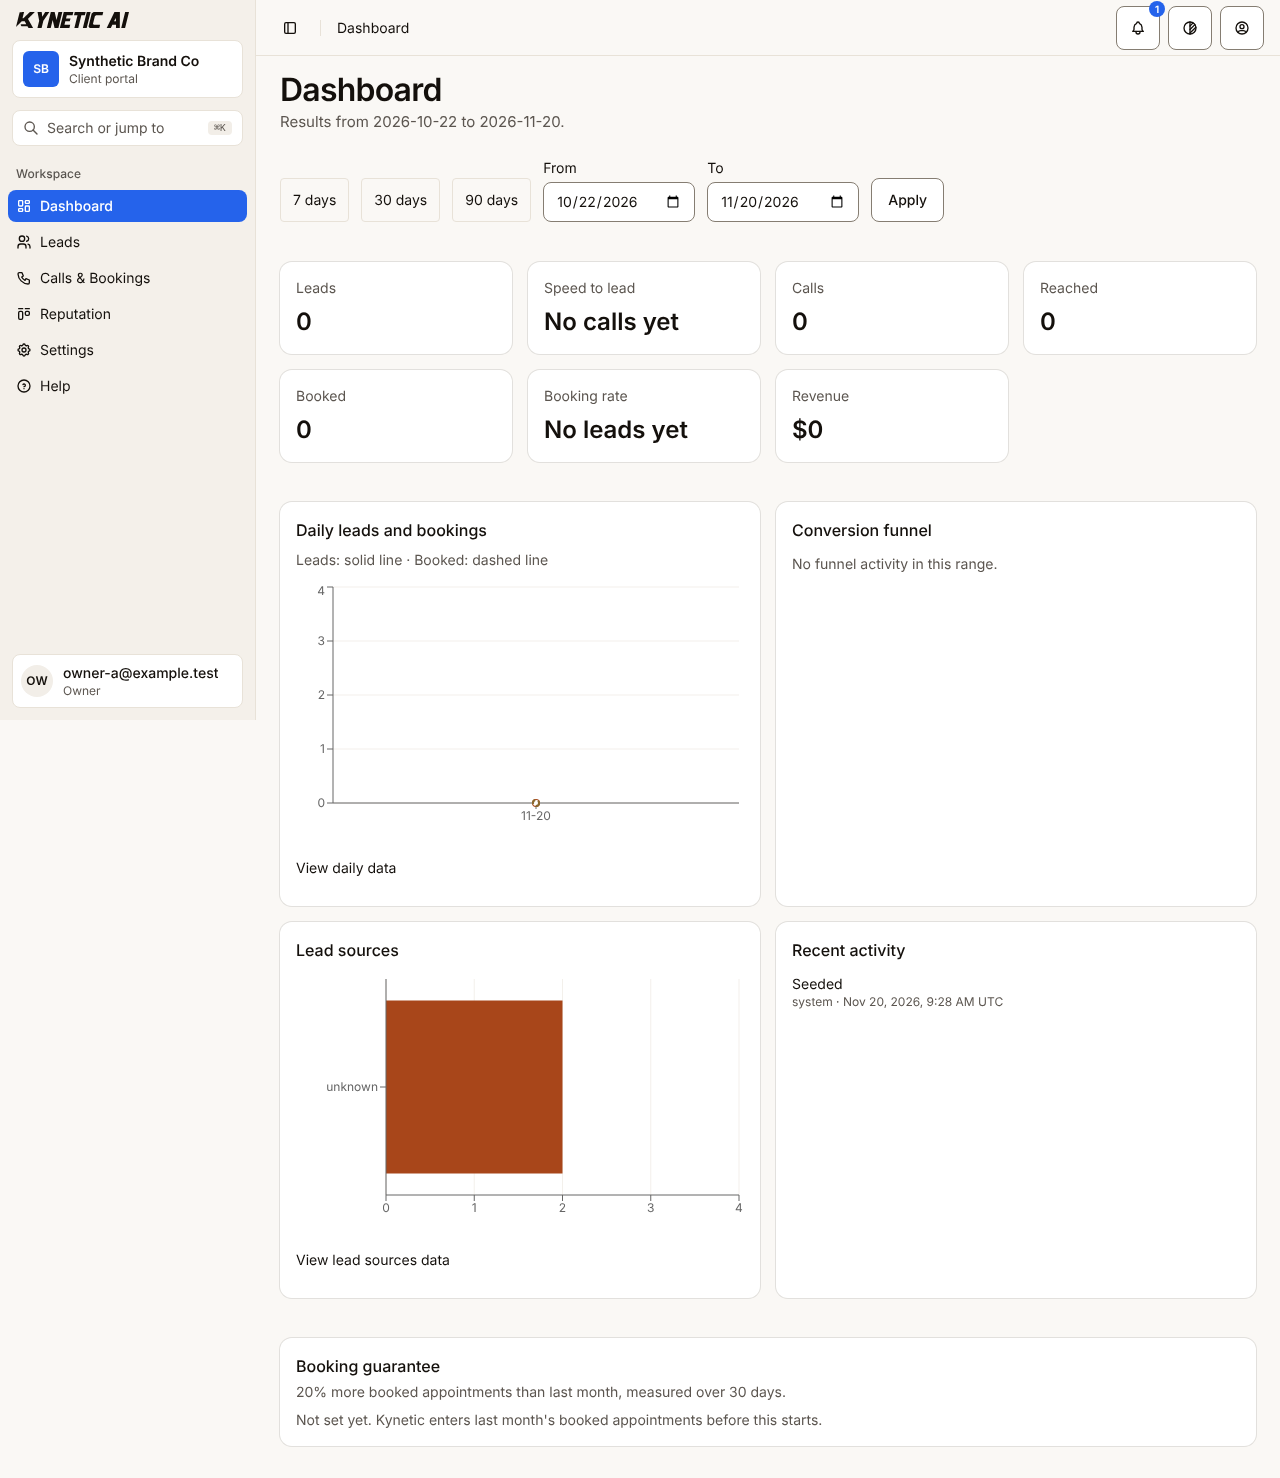 KYNETIC AI
SB
Synthetic Brand Co
Client portal
Search or jump to
⌘K
Workspace
Dashboard
Leads
Calls & Bookings
Reputation
Settings
Help
OW
owner-a@example.test
Owner
Dashboard
1
Dashboard
Results from 2026-10-22 to 2026-11-20.
7 days
30 days
90 days
From
10/22/2026
To
11/20/2026
Apply
Leads
0
Speed to lead
No calls yet
Calls
0
Reached
0
Booked
0
Booking rate
No leads yet
Revenue
$0
Daily leads and bookings
Leads: solid line · Booked: dashed line
4
3
2
1
0
11-20
View daily data
Conversion funnel
No funnel activity in this range.
Lead sources
unknown
0 1 2 3 4
View lead sources data
Recent activity
Seeded
system · Nov 20, 2026, 9:28 AM UTC
Booking guarantee
20% more booked appointments than last month, measured over 30 days.
Not set yet. Kynetic enters last month's booked appointments before this starts.